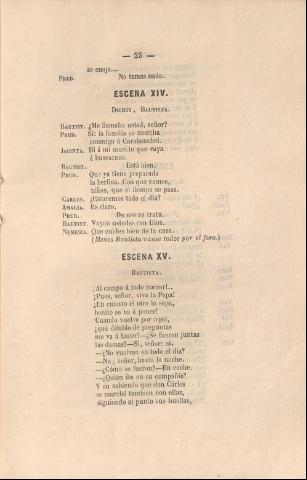 — 25 —
se enoje...
PRUD. No temas nada.
ESCENA XIV.
DICHOS, BAUTISTA.
BAUTIST. ¿Me llamaba usted, señor?
PRUD. Sí: la familia se marcha
conmigo á Carabanchel.
JACINTA. Di á mi marido que vaya
á buscarnos.
BAUTIST. Está bien.
PRUD. Que ya tiene preparada
la berlina. Con que vamos,
niñas, que el tiempo se pasa.
CARLOS. ¿Estaremos todo el dia?
AMALIA. Es claro.
PRUD. De eso se trata.
BAUTIST. Vayan ustedes con Dios.
NEMESIA. Que cuides bien de la casa.
(Menos Bautista vanse todos por el foro.)
ESCENA XV.
BAUTISTA.
¡Al campo á todo correr!..
¡Pues, señor, viva la Pepa!
¡En cuanto el otro lo sepa,
bonito se va á poner!
Cuando vuelva por aquí,
¡qué diluvio de preguntas
me va á hacer!—¿Se fueron juntas
las damas?—Sí, señor: sí.
—¿No vuelven en todo el dia?
—No, señor, hasta la noche.
—¿Cómo se fueron?—En coche.
—¿Quién iba en su compañía?
Y en sabiendo que don Cárlos
se marchó tambien con ellas,
siguiendo al punto sus huellas,